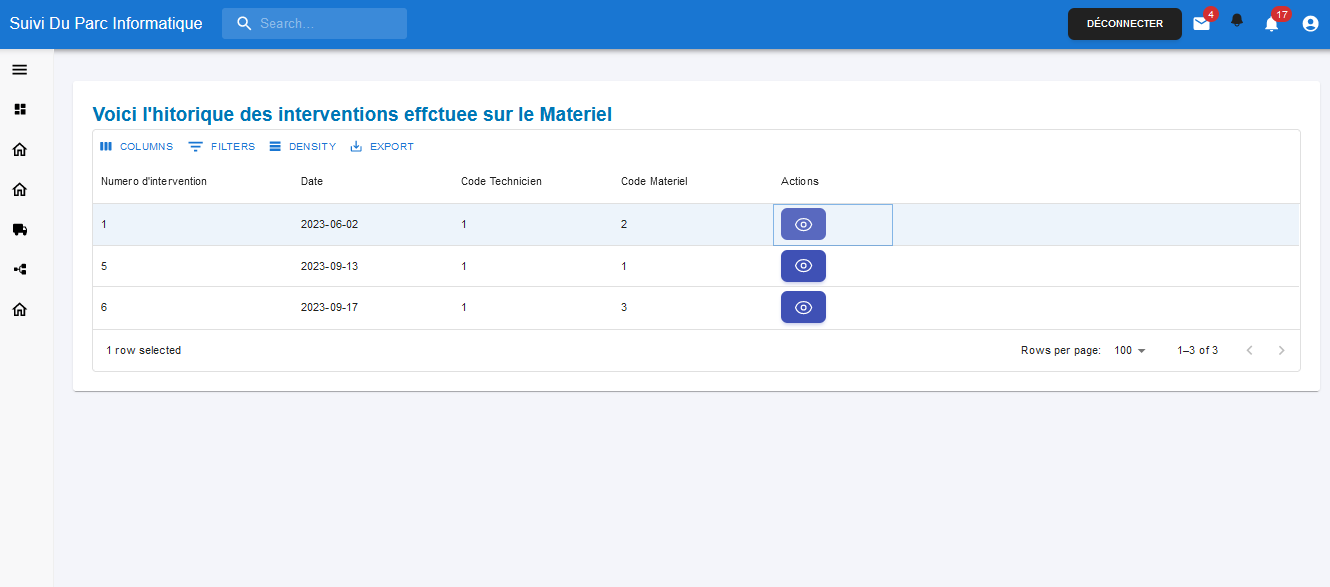 Suivi Du Parc Informatique Search... DÉCONNECTER 4 17
Voici l'hitorique des interventions effctuee sur le Materiel
COLUMNS FILTERS DENSITY EXPORT
Numero d'intervention Date Code Technicien Code Materiel Actions
1 2023-06-02 1 2
5 2023-09-13 1 1
6 2023-09-17 1 3
1 row selected Rows per page: 100 1–3 of 3